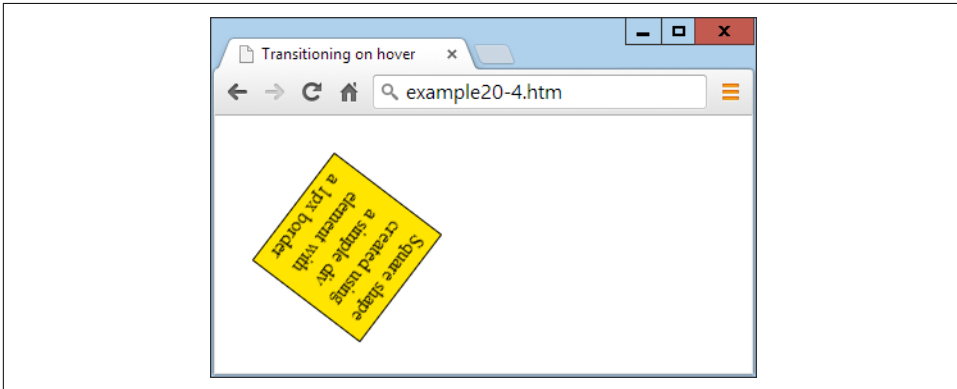 Transitioning on hover
example20-4.htm
Square shape
created using
a simple div
element with
a 1px border